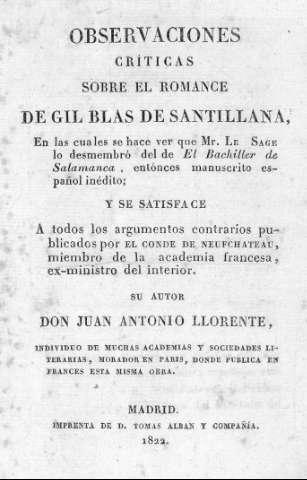 OBSERVACIONES
CRÍTICAS
SOBRE EL ROMANCE
DE GIL BLAS DE SANTILLANA,
En las cuales se hace ver que Mr. LE SAGE
lo desmembró del de El Bachiller de
Salamanca, entónces manuscrito es-
pañol inédito;
Y SE SATISFACE
A todos los argumentos contrarios pu-
blicados por EL CONDE DE NEUFCHATEAU,
miembro de la academia francesa,
ex-ministro del interior.
SU AUTOR
DON JUAN ANTONIO LLORENTE,
INDIVIDUO DE MUCHAS ACADEMIAS Y SOCIEDADES LI-
TERARIAS, MORADOR EN PARIS, DONDE PUBLICA EN
FRANCES ESTA MISMA OBRA.
MADRID.
IMPRENTA DE D. TOMAS ALBAN Y COMPAÑÍA.
1822.